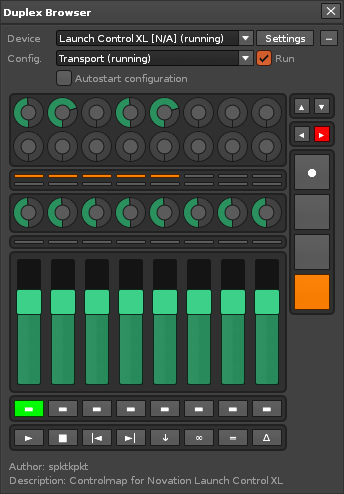 Duplex Browser
Device Launch Control XL [N/A] (running) Settings −
Config. Transport (running) Run
Autostart configuration
Author: spktkpkt
Description: Controlmap for Novation Launch Control XL